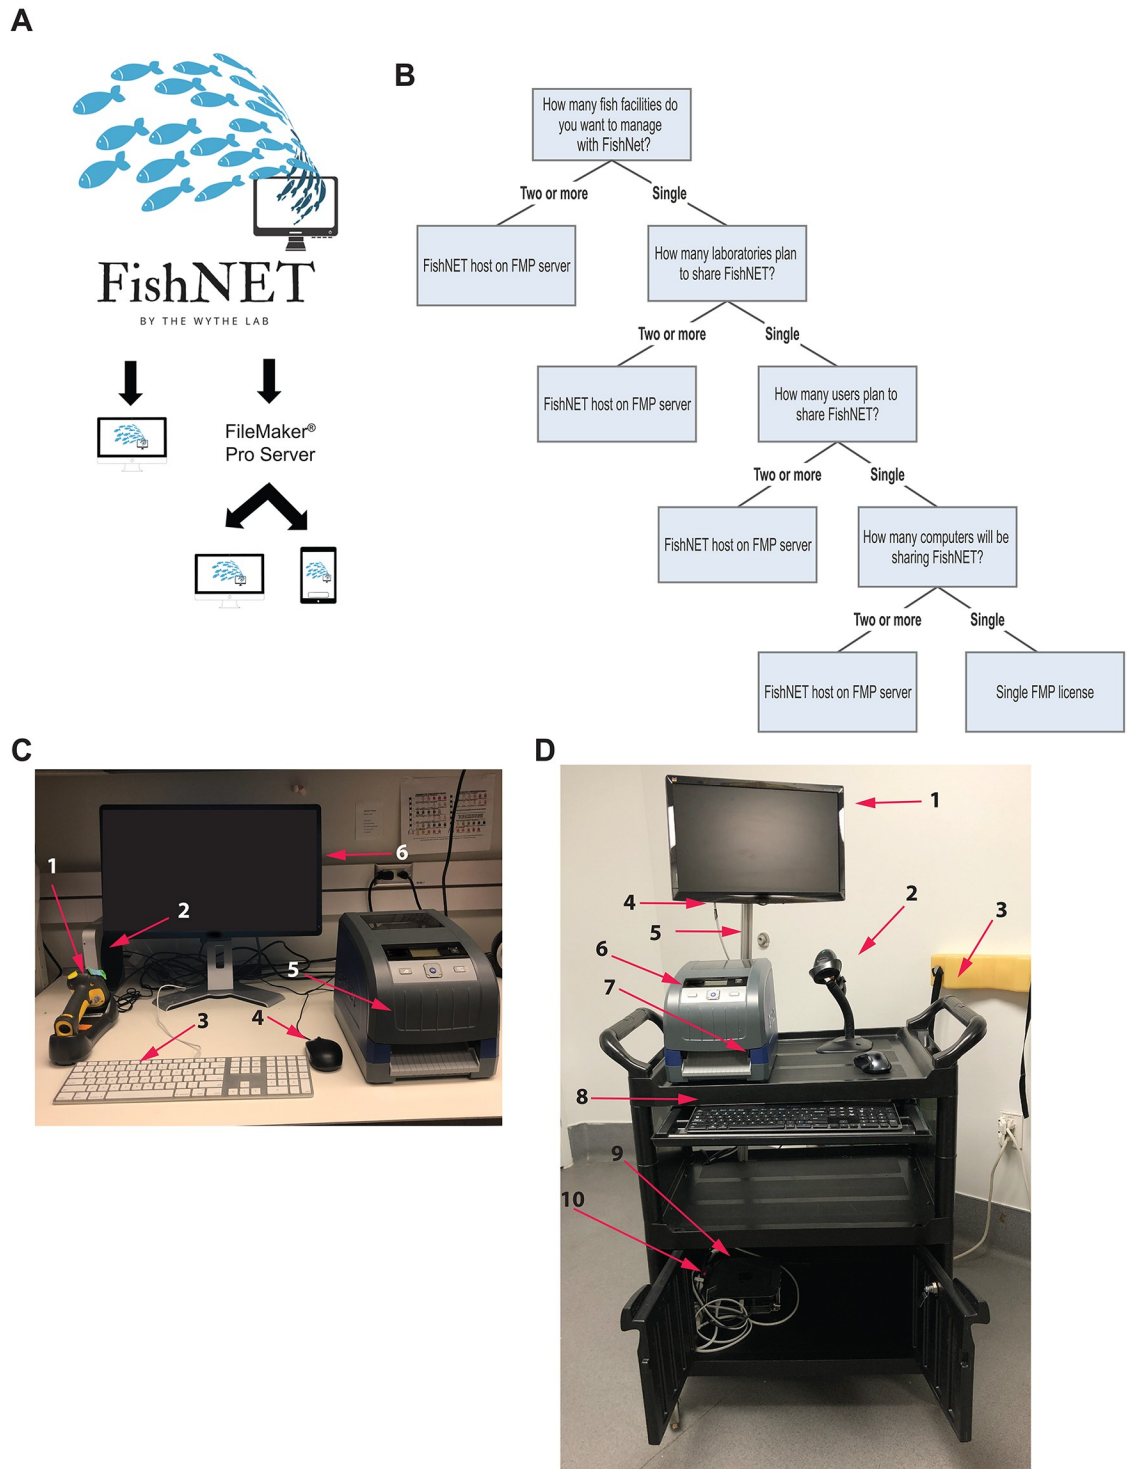 A
FishNET
BY THE WYTHE LAB
FileMaker®
Pro Server
B
How many fish facilities do
you want to manage
with FishNet?
Two or more
Single
FishNET host on FMP server
How many laboratories plan
to share FishNET?
Two or more
Single
FishNET host on FMP server
How many users plan to
share FishNET?
Two or more
Single
FishNET host on FMP server
How many computers will be
sharing FishNET?
Two or more
Single
FishNET host on FMP server
Single FMP license
C
1
2
3
4
5
6
D
1
2
3
4
5
6
7
8
9
10